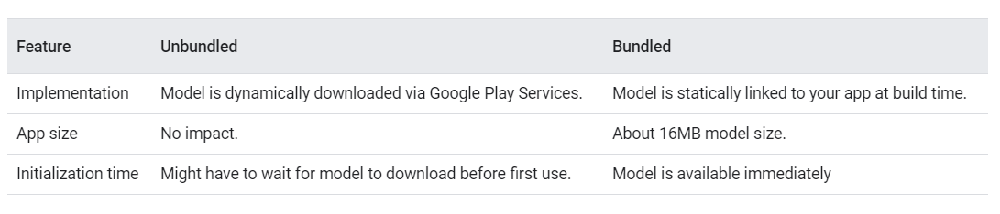 Feature Unbundled Bundled
Implementation Model is dynamically downloaded via Google Play Services. Model is statically linked to your app at build time.
App size No impact. About 16MB model size.
Initialization time Might have to wait for model to download before first use. Model is available immediately